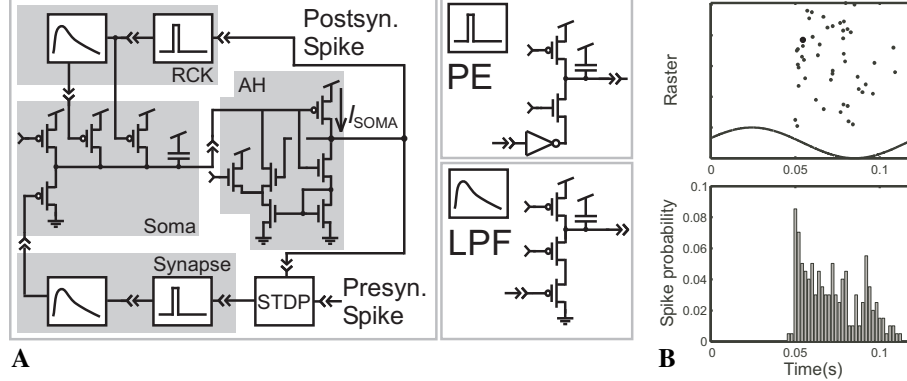 Postsyn.
Spike
RCK
AH
I SOMA
Soma
Synapse
STDP
Presyn.
Spike
A
PE
LPF
B
Raster
0
0.05
0.1
Spike probability
0.1
0.08
0.06
0.04
0.02
0
0
0.05
0.1
Time(s)